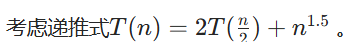 考虑递推式$T(n) = 2T(\frac{n}{2}) + n^{1.5}$ 。